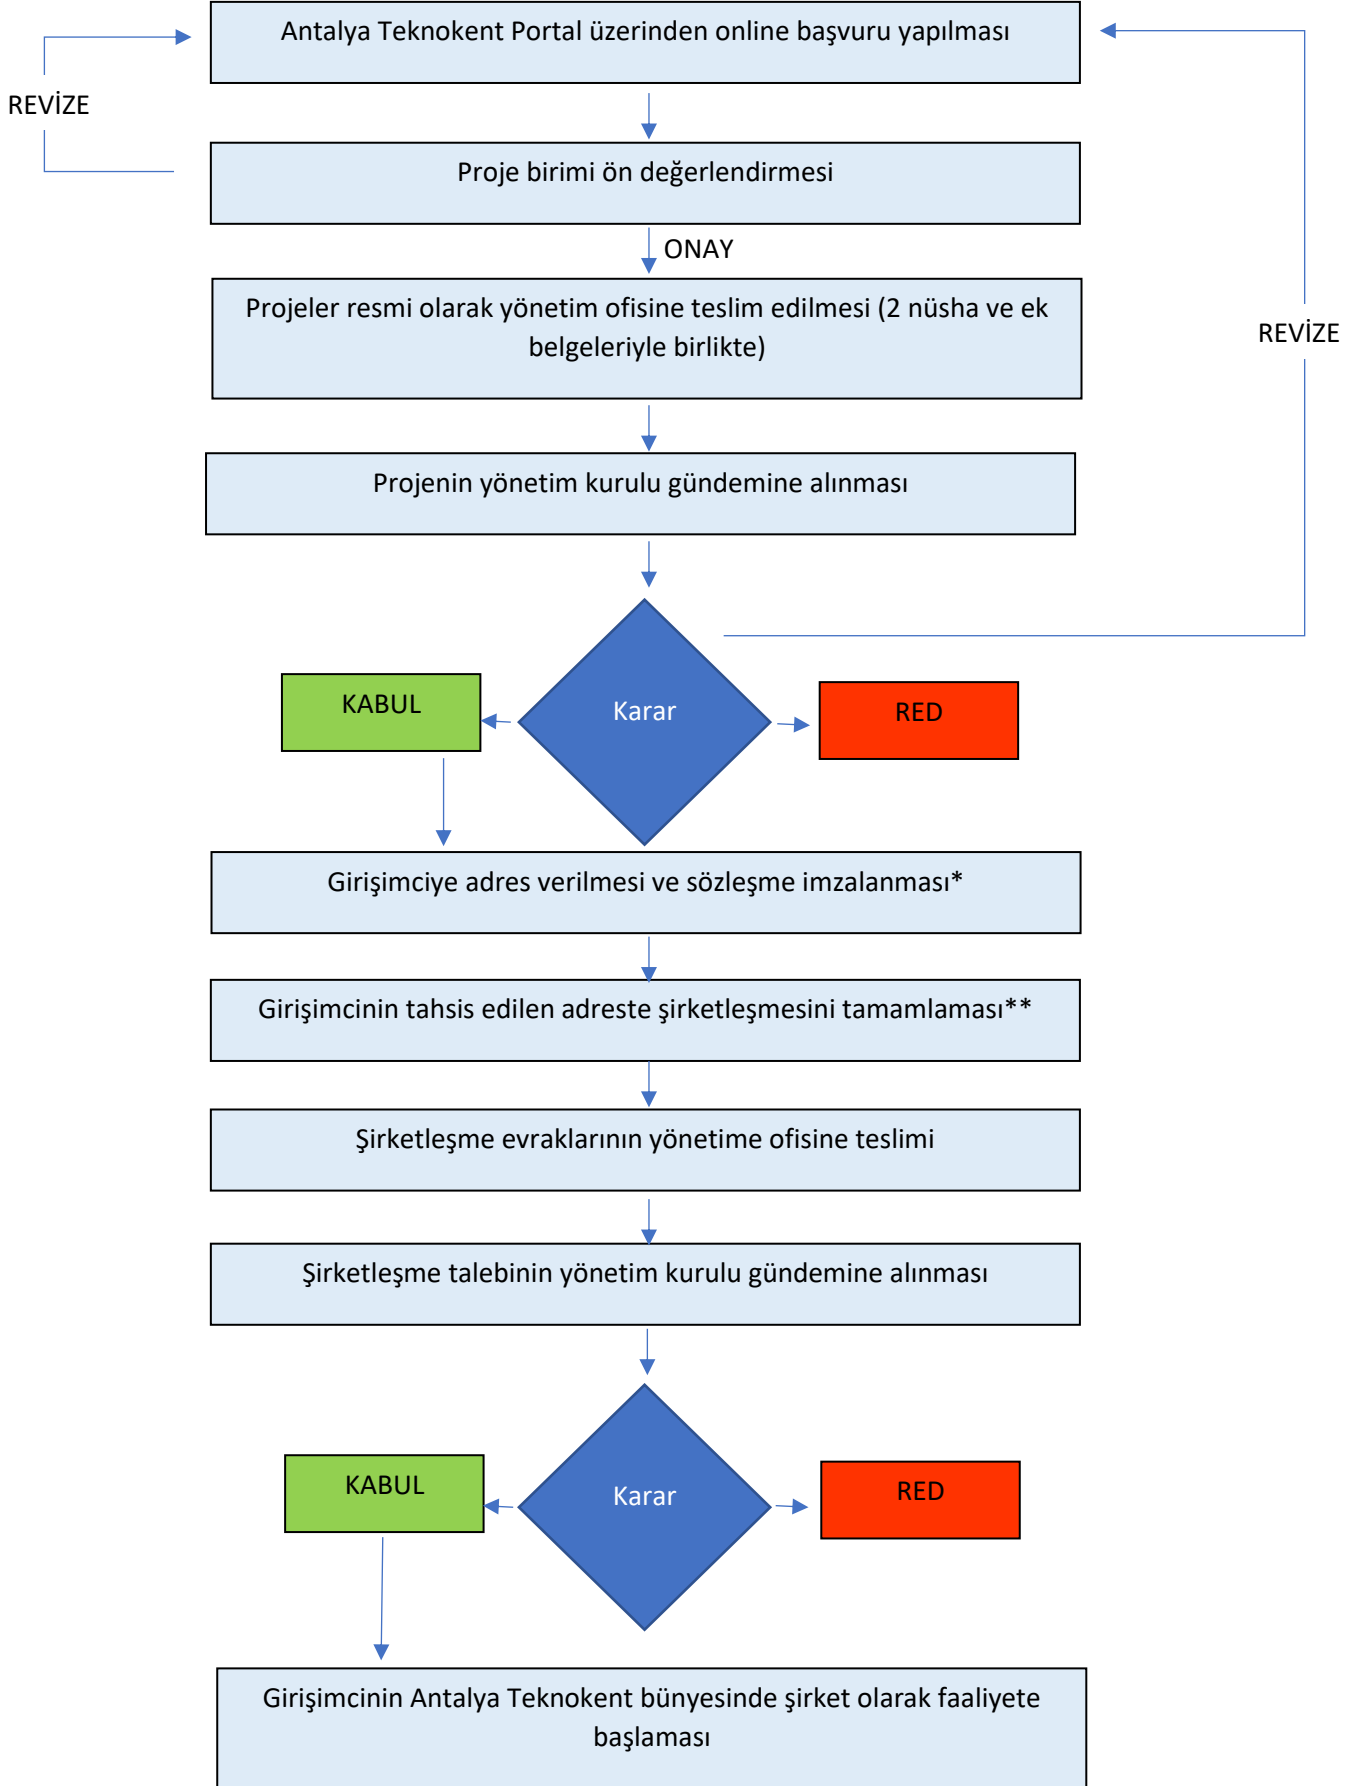 Antalya Teknokent Portal üzerinden online başvuru yapılması
REVİZE
Proje birimi ön değerlendirmesi
ONAY
Projeler resmi olarak yönetim ofisine teslim edilmesi (2 nüsha ve ek
belgeleriyle birlikte)
REVİZE
Projenin yönetim kurulu gündemine alınması
KABUL
Karar
RED
Girişimciye adres verilmesi ve sözleşme imzalanması*
Girişimcinin tahsis edilen adreste şirketleşmesini tamamlaması**
Şirketleşme evraklarının yönetime ofisine teslimi
Şirketleşme talebinin yönetim kurulu gündemine alınması
KABUL
Karar
RED
Girişimcinin Antalya Teknokent bünyesinde şirket olarak faaliyete
başlaması